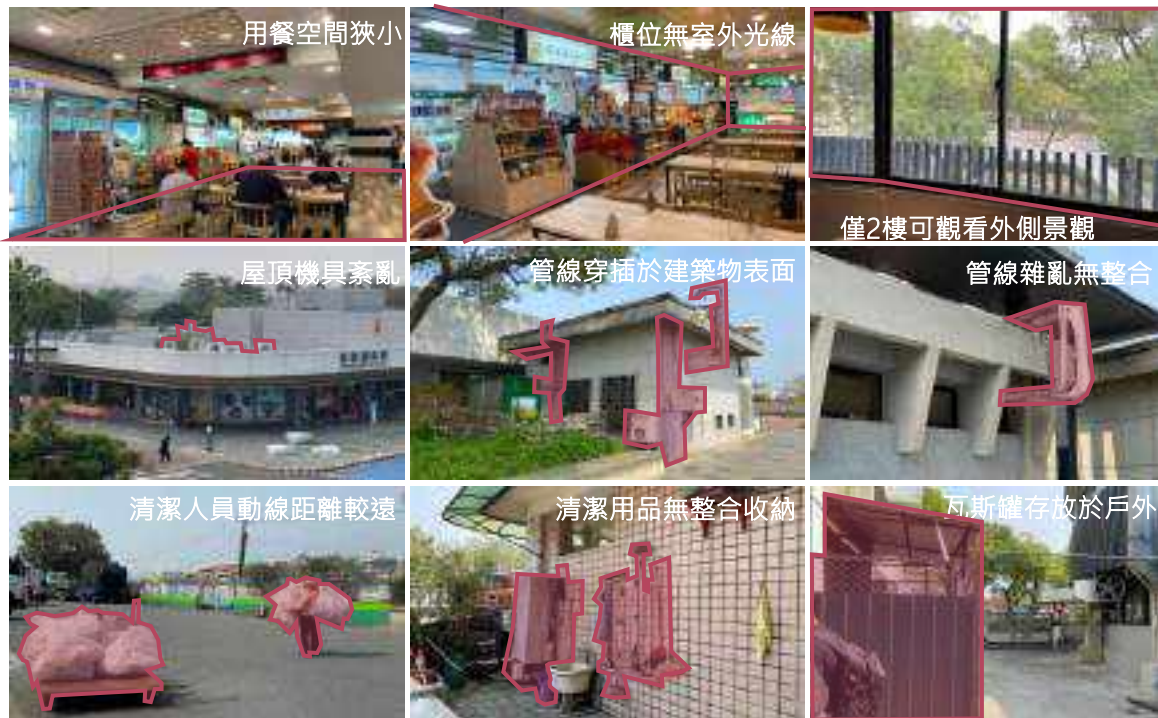 用餐空間狹小
櫃位無室外光線
僅2樓可觀看外側景觀
屋頂機具紊亂
管線穿插於建築物表面
管線雜亂無整合
清潔人員動線距離較遠
清潔用品無整合收納
瓦斯罐存放於戶外